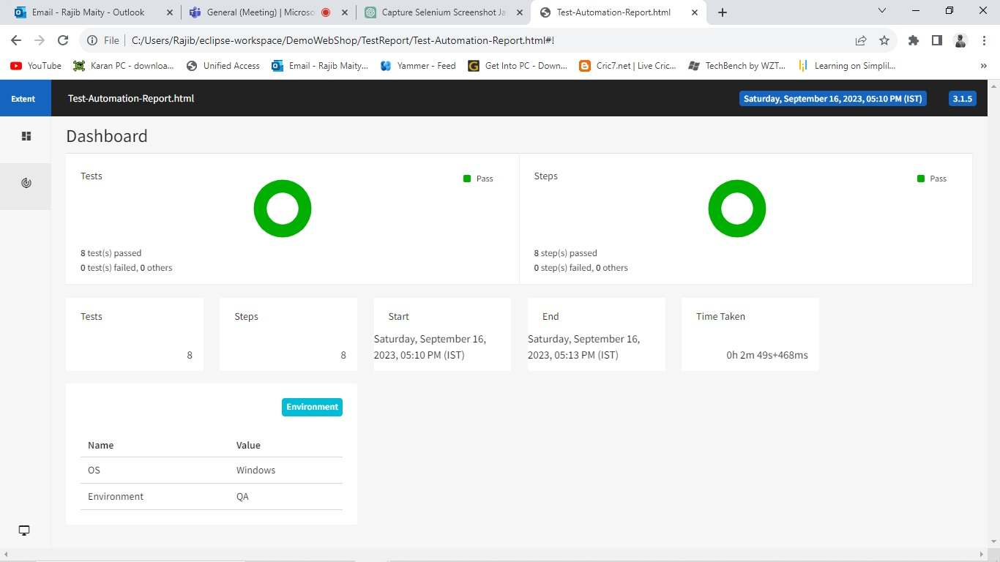 Email - Rajib Maity - Outlook
General (Meeting) | Microso
Capture Selenium Screenshot Ja
Test-Automation-Report.html
File
C:/Users/Rajib/eclipse-workspace/DemoWebShop/TestReport/Test-Automation-Report.html#!
YouTube
Karan PC - downloa...
Unified Access
Email - Rajib Maity...
Yammer - Feed
Get Into PC - Down...
Cric7.net | Live Cric...
TechBench by WZT...
Learning on Simplil...
»
Extent
Test-Automation-Report.html
Saturday, September 16, 2023, 05:10 PM (IST)
3.1.5
Dashboard
Tests
Pass
8 test(s) passed
0 test(s) failed, 0 others
Steps
Pass
8 step(s) passed
0 step(s) failed, 0 others
Tests
8
Steps
8
Start
Saturday, September 16,
2023, 05:10 PM (IST)
End
Saturday, September 16,
2023, 05:13 PM (IST)
Time Taken
0h 2m 49s+468ms
Environment
Name Value
OS Windows
Environment QA